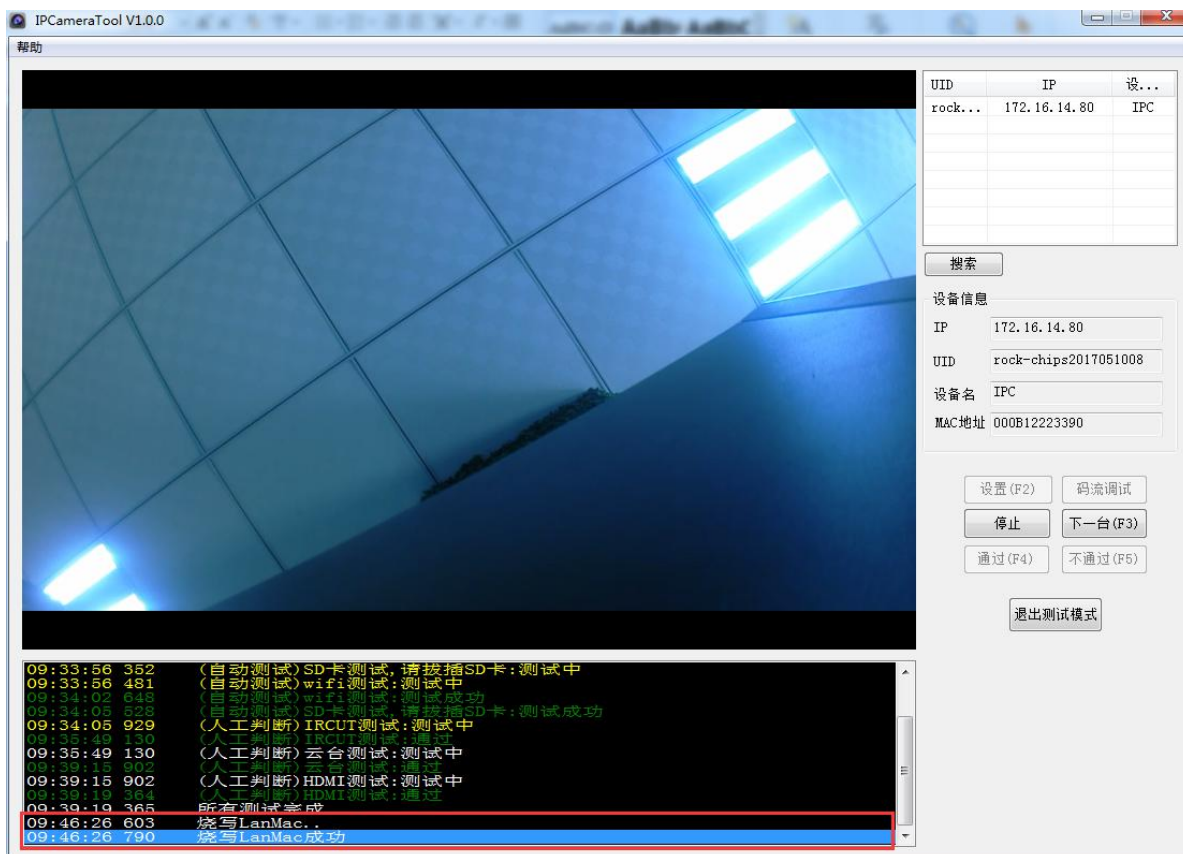 IPCameraTool V1.0.0
帮助
UID IP 设...
rock... 172.16.14.80 IPC
搜索
设备信息
IP 172.16.14.80
UID rock-chips2017051008
设备名 IPC
MAC地址 000B12223390
设置(F2) 码流调试
停止 下一台(F3)
通过(F4) 不通过(F5)
退出测试模式
09:33:56 352 (自动测试)SD卡测试,请拔插SD卡:测试中
09:33:56 481 (自动测试)wifi测试:测试中
09:34:02 648 (自动测试)wifi测试:测试成功
09:34:05 528 (自动测试)SD卡测试,请拔插SD卡:测试成功
09:34:05 929 (人工判断)IRCUT测试:测试中
09:35:49 130 (人工判断)IRCUT测试:通过
09:35:49 130 (人工判断)云台测试:测试中
09:39:15 902 (人工判断)云台测试:通过
09:39:15 902 (人工判断)HDMI测试:测试中
09:39:19 364 (人工判断)HDMI测试:通过
09:39:19 365 所有测试完成
09:46:26 603 烧写LanMac..
09:46:26 790 烧写LanMac成功